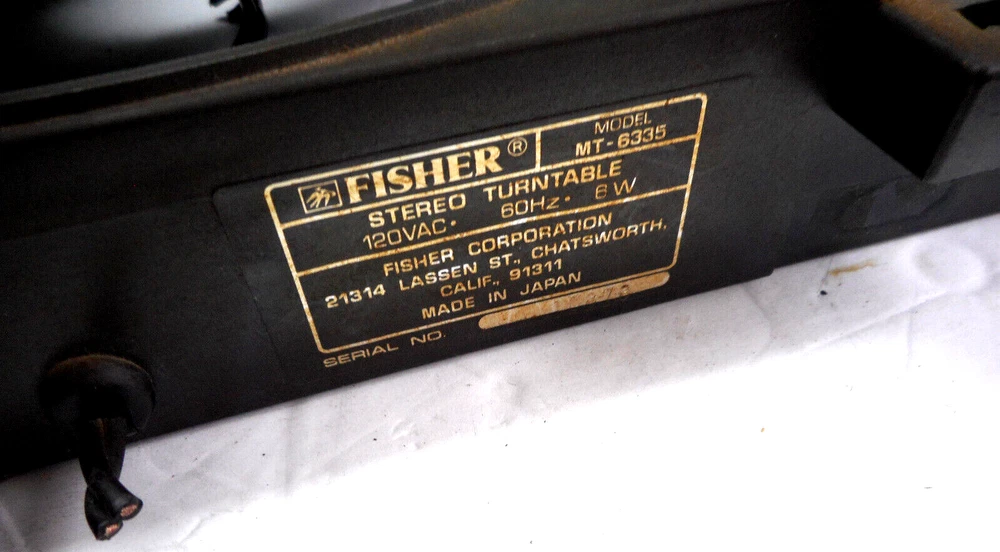 FISHER®
MODEL
MT-6335
STEREO TURNTABLE
120VAC· 60Hz· 6W
FISHER CORPORATION
21314 LASSEN ST., CHATSWORTH,
CALIF., 91311
MADE IN JAPAN
SERIAL NO.